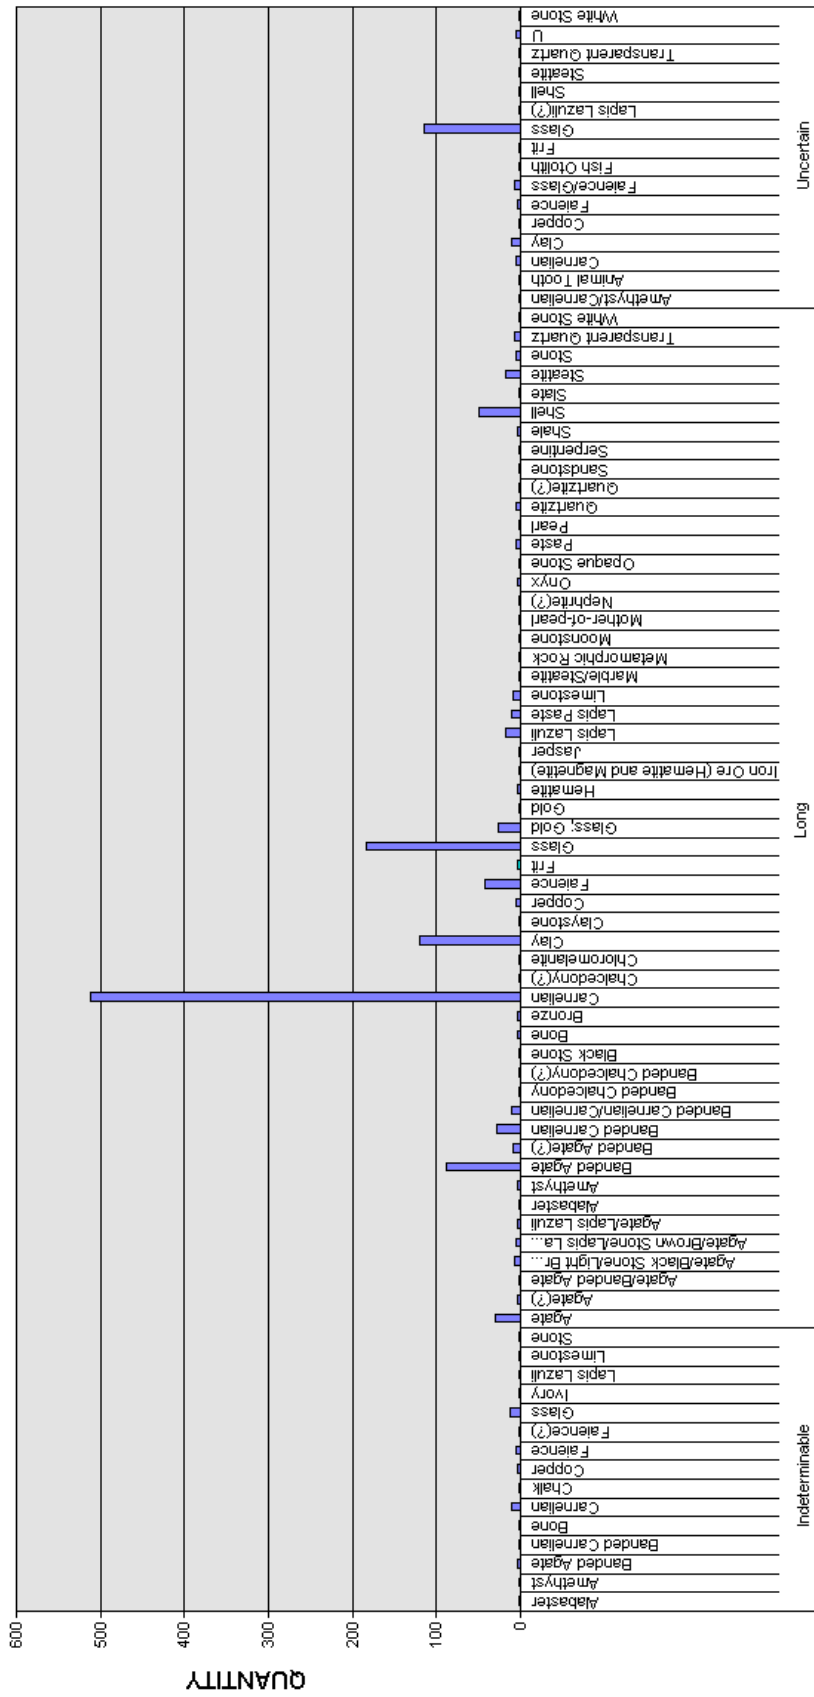 QUANTITY
600
500
400
300
200
100
0
Alabaster
Amethyst
Banded Agate
Banded Carnelian
Bone
Carnelian
Chalk
Copper
Faience
Faience(?)
Glass
Ivory
Lapis Lazuli
Limestone
Stone
Agate
Agate(?)
Agate/Banded Agate
Agate/Black Stone/Light Br...
Agate/Brown Stone/Lapis La...
Agate/Lapis Lazuli
Alabaster
Amethyst
Banded Agate
Banded Agate(?)
Banded Carnelian
Banded Carnelian/Carnelian
Banded Chalcedony
Banded Chalcedony(?)
Black Stone
Bone
Bronze
Carnelian
Chalcedony(?)
Chloromelanite
Clay
Claystone
Copper
Faience
Frit
Glass
Glass; Gold
Gold
Hematite
Iron Ore (Hematite and Magnetite)
Jasper
Lapis Lazuli
Lapis Paste
Limestone
Marble/Steatite
Metamorphic Rock
Moonstone
Mother-of-pearl
Nephrite(?)
Onyx
Opaque Stone
Paste
Pearl
Quartzite
Quartzite(?)
Sandstone
Serpentine
Shale
Shell
Slate
Steatite
Stone
Transparent Quartz
White Stone
Amethyst/Carnelian
Animal Tooth
Carnelian
Clay
Copper
Faience
Faience/Glass
Fish Otolith
Frit
Glass
Lapis Lazuli(?)
Shell
Steatite
Transparent Quartz
U
White Stone
Indeterminable
Long
Uncertain